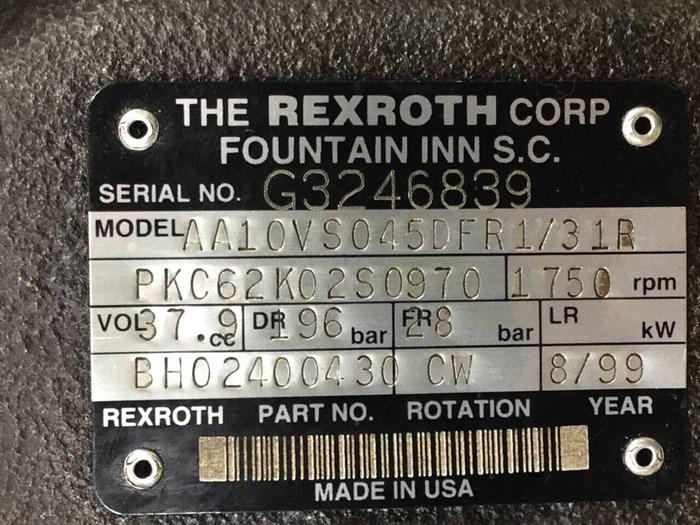 THE REXROTH CORP
FOUNTAIN INN S.C.
SERIAL NO. G3246839
MODEL AA10VSO45DFR1/31R
PKC62K02S0970 1750 rpm
VOL 37.9 cc DR 196 bar FR 28 bar LR kW
BH02400430 CW 8/99
REXROTH PART NO. ROTATION YEAR
MADE IN USA